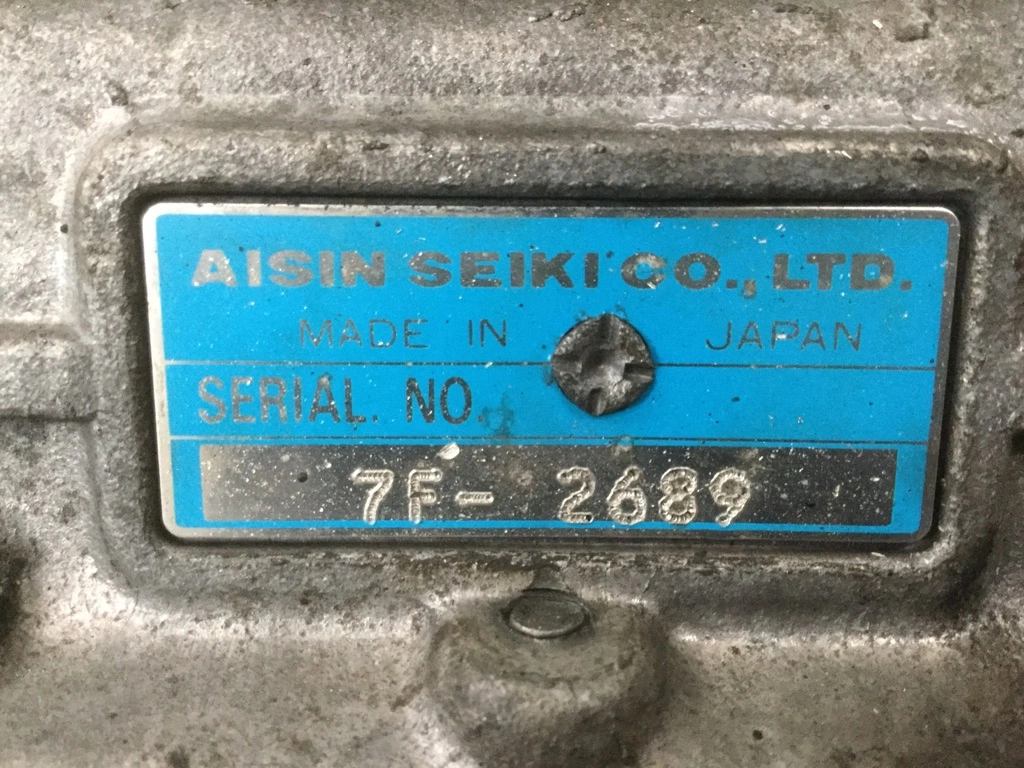 AISIN SEIKI CO., LTD.
MADE IN JAPAN
SERIAL. NO.
7F- 2689